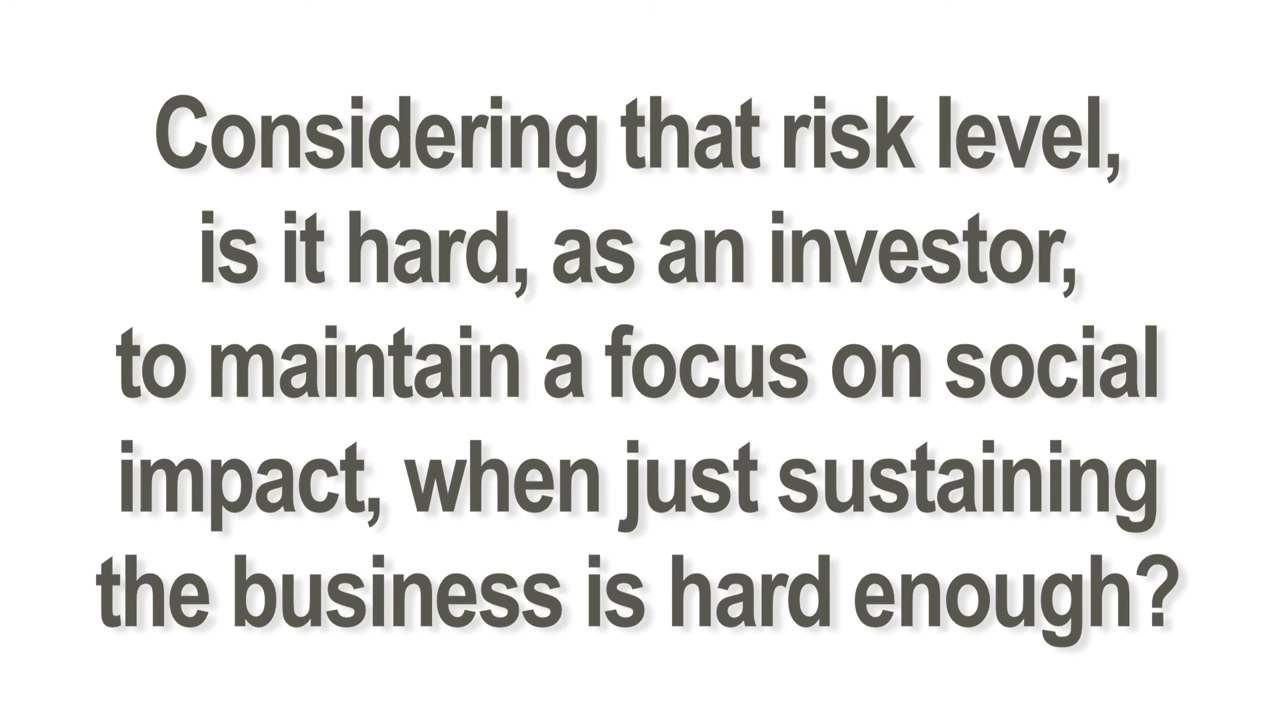 Considering that risk level,
is it hard, as an investor,
to maintain a focus on social
impact, when just sustaining
the business is hard enough?